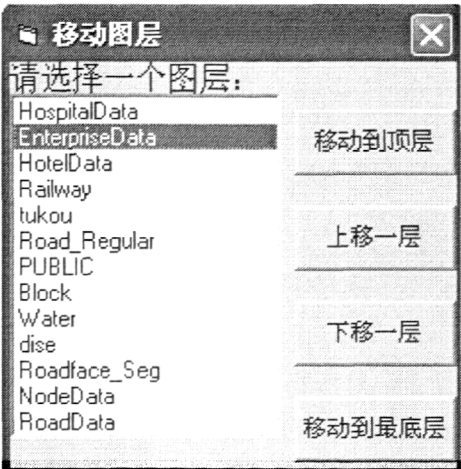 移动图层
请选择一个图层：
HospitalData
EnterpriseData
HotelData
Railway
tukou
Road_Regular
PUBLIC
Block
Water
dise
Roadface_Seg
NodeData
RoadData
移动到顶层
上移一层
下移一层
移动到最底层